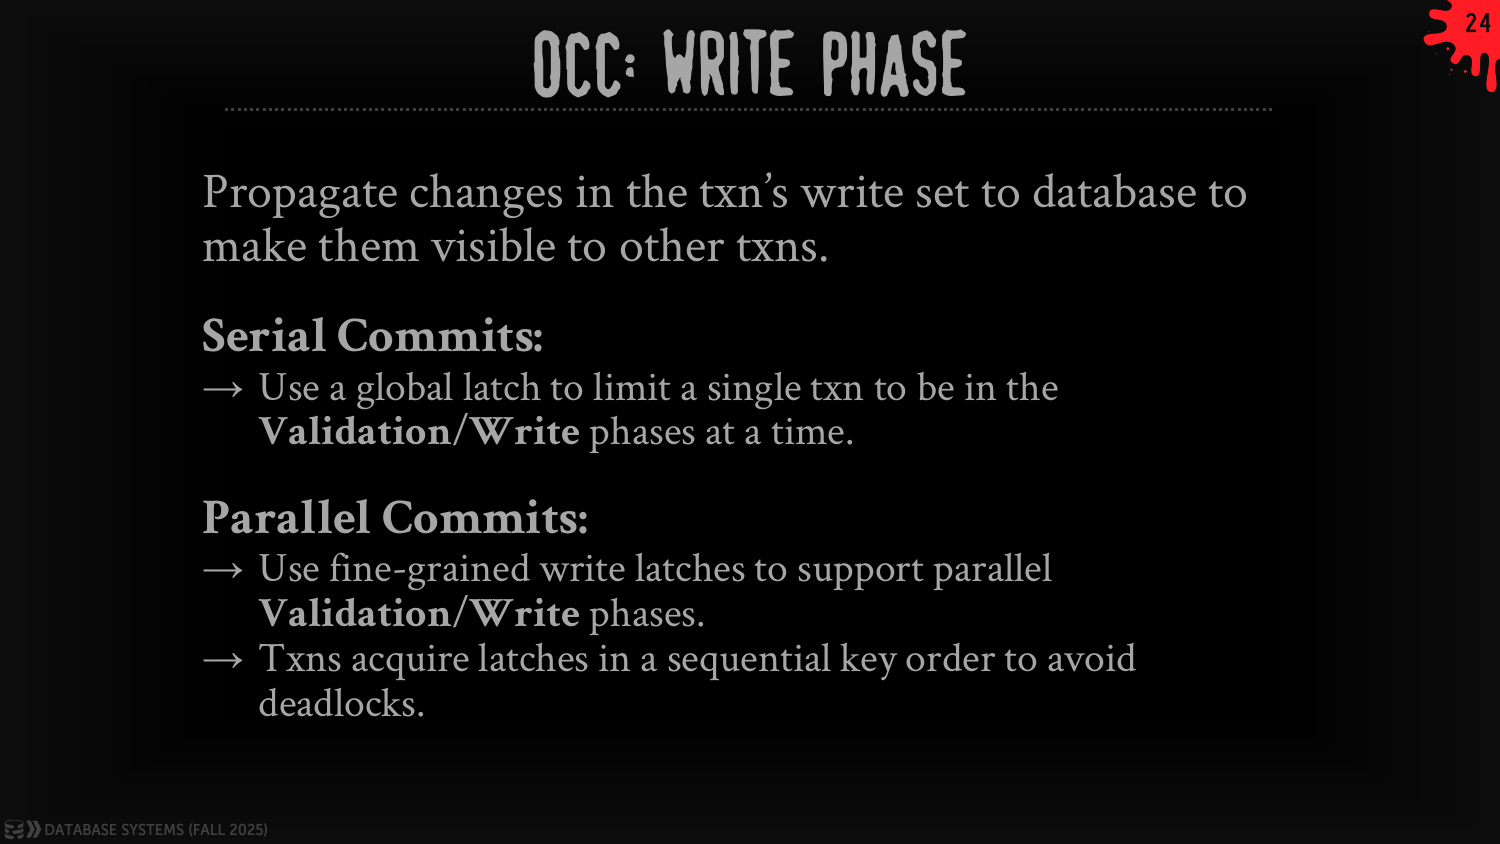 24
OCC: WRITE PHASE
Propagate changes in the txn’s write set to database to
make them visible to other txns.
Serial Commits:
→ Use a global latch to limit a single txn to be in the
Validation/Write phases at a time.
Parallel Commits:
→ Use fine-grained write latches to support parallel
Validation/Write phases.
→ Txns acquire latches in a sequential key order to avoid
deadlocks.
DATABASE SYSTEMS (FALL 2025)